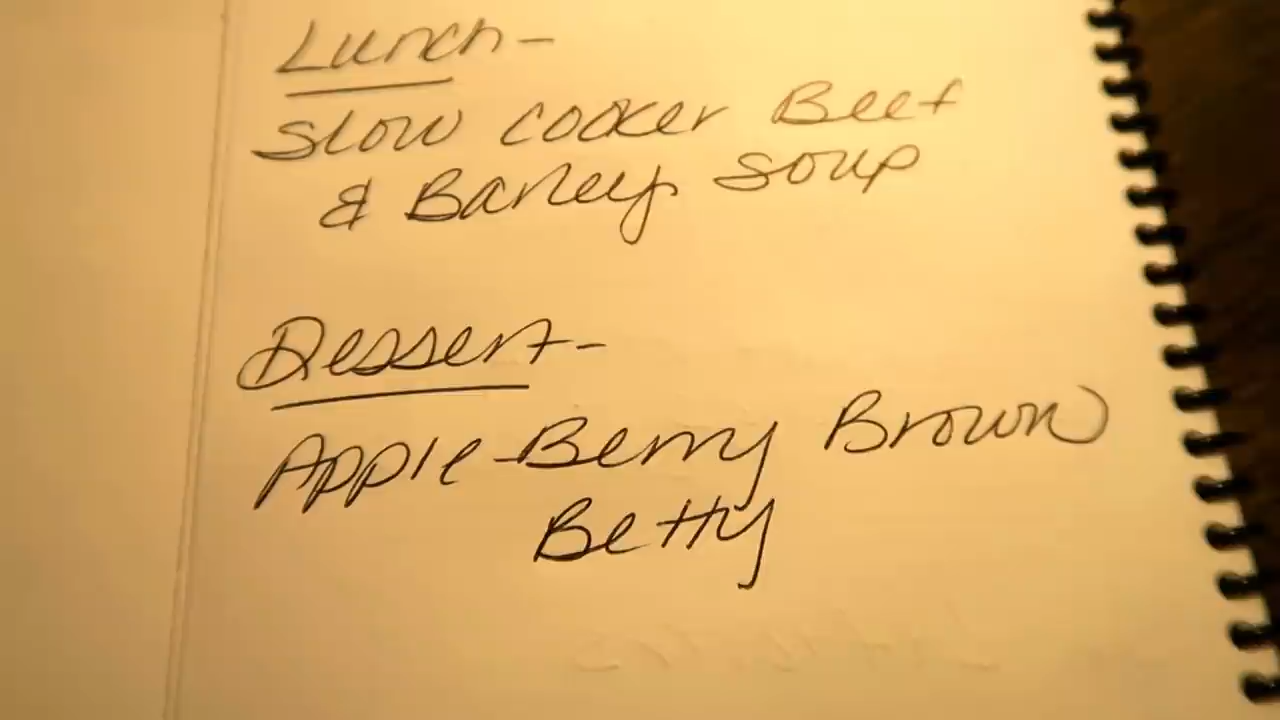 Lunch-
Slow cooker Beef
& Barley Soup
Dessert-
Apple-Berry Brown
Betty